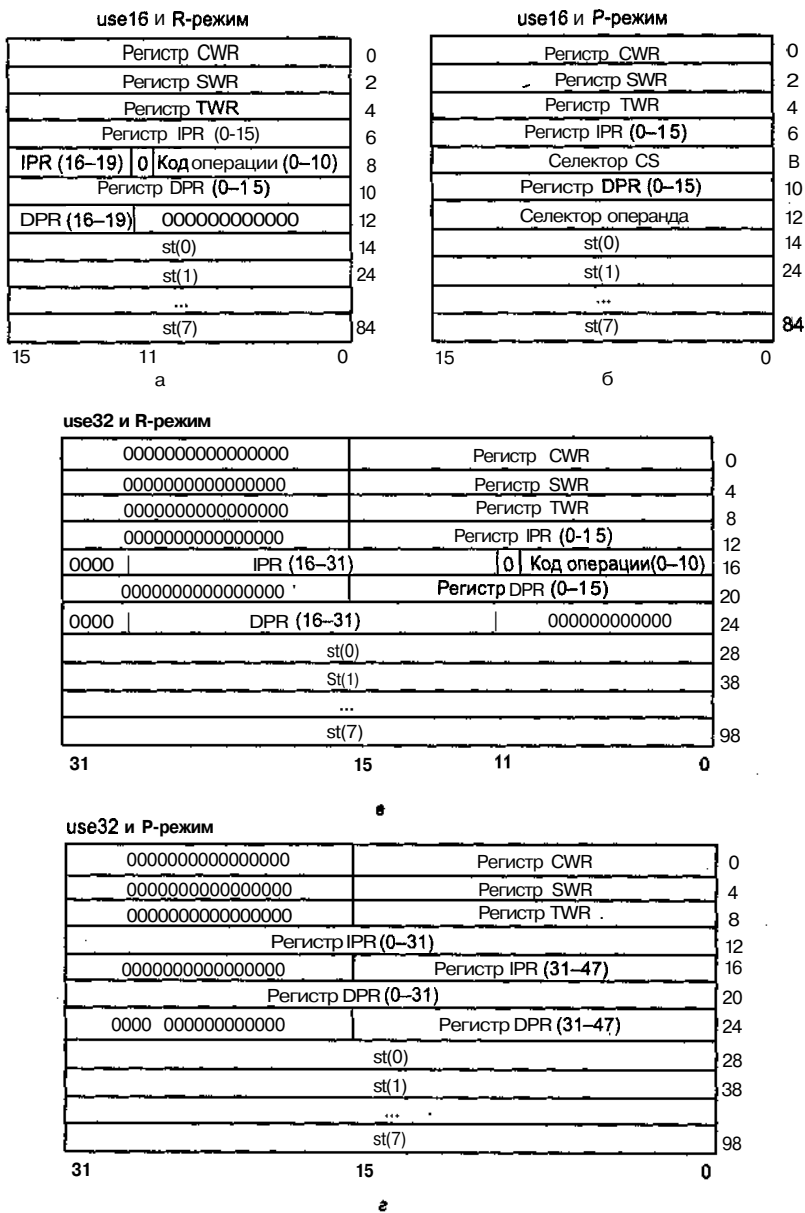 use16 и R-режим
Регистр CWR 0
Регистр SWR 2
Регистр TWR 4
Регистр IPR (0-15) 6
IPR (16–19) 0 Код операции (0–10) 8
Регистр DPR (0–15) 10
DPR (16–19) 000000000000 12
st(0) 14
st(1) 24
...
st(7) 84
15 11 0
а
use16 и P-режим
Регистр CWR 0
Регистр SWR 2
Регистр TWR 4
Регистр IPR (0–15) 6
Селектор CS В
Регистр DPR (0–15) 10
Селектор операнда 12
st(0) 14
st(1) 24
...
st(7) 84
15 0
б
use32 и R-режим
0000000000000000 Регистр CWR 0
0000000000000000 Регистр SWR 4
0000000000000000 Регистр TWR 8
0000000000000000 Регистр IPR (0-15) 12
0000 IPR (16–31) 0 Код операции(0–10) 16
0000000000000000 Регистр DPR (0–15) 20
0000 DPR (16–31) 000000000000 24
st(0) 28
St(1) 38
...
st(7) 98
31 15 11 0
в
use32 и P-режим
0000000000000000 Регистр CWR 0
0000000000000000 Регистр SWR 4
0000000000000000 Регистр TWR 8
Регистр IPR (0–31) 12
0000000000000000 Регистр IPR (31–47) 16
Регистр DPR (0–31) 20
0000 000000000000 Регистр DPR (31–47) 24
st(0) 28
st(1) 38
...
st(7) 98
31 15 0
г